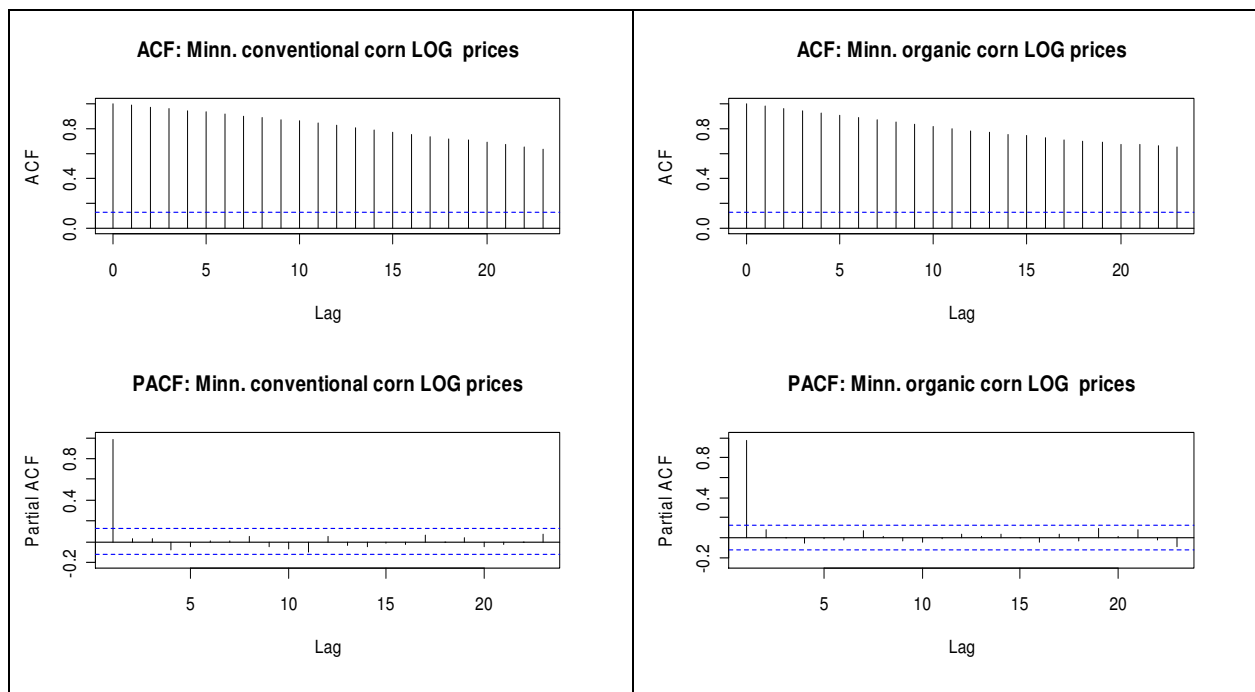 ACF: Minn. conventional corn LOG  prices
ACF
0.0 0.4 0.8
0 5 10 15 20
Lag
PACF: Minn. conventional corn LOG prices
Partial ACF
-0.2 0.4 0.8
5 10 15 20
Lag
ACF: Minn. organic corn LOG prices
ACF
0.0 0.4 0.8
0 5 10 15 20
Lag
PACF: Minn. organic corn LOG  prices
Partial ACF
-0.2 0.4 0.8
5 10 15 20
Lag